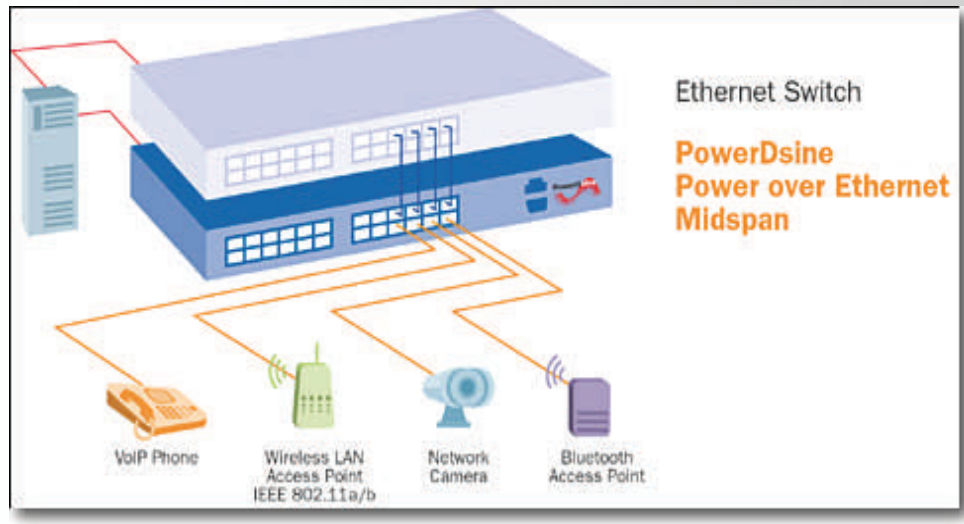 Ethernet Switch
PowerDsine
Power over Ethernet
Midspan
VoIP Phone
Wireless LAN
Access Point
IEEE 802.11a/b
Network
Camera
Bluetooth
Access Point